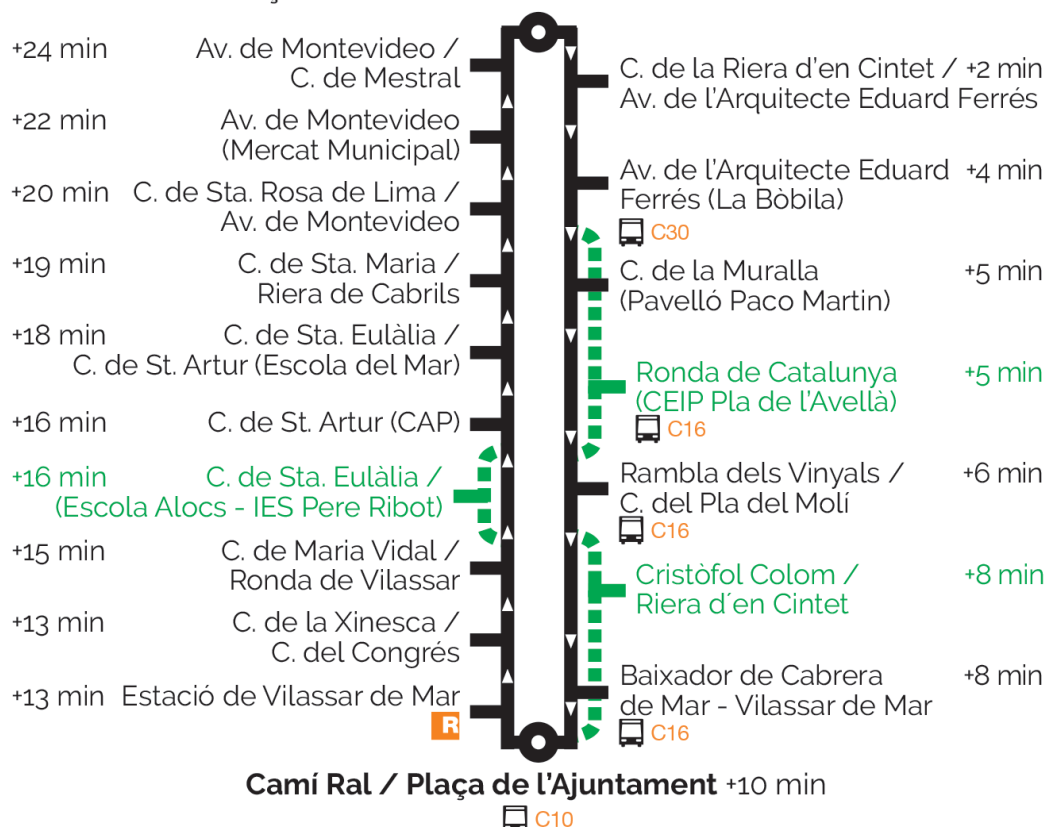 +24 min
Av. de Montevideo /
C. de Mestral
+22 min
Av. de Montevideo
(Mercat Municipal)
+20 min
C. de Sta. Rosa de Lima /
Av. de Montevideo
+19 min
C. de Sta. Maria /
Riera de Cabrils
+18 min
C. de Sta. Eulàlia /
C. de St. Artur (Escola del Mar)
+16 min
C. de St. Artur (CAP)
+16 min
C. de Sta. Eulàlia /
(Escola Alocs - IES Pere Ribot)
+15 min
C. de Maria Vidal /
Ronda de Vilassar
+13 min
C. de la Xinesca /
C. del Congrés
+13 min
Estació de Vilassar de Mar
R
C. de la Riera d'en Cintet / +2 min
Av. de l'Arquitecte Eduard Ferrés
Av. de l'Arquitecte Eduard +4 min
Ferrés (La Bòbila)
C30
C. de la Muralla +5 min
(Pavelló Paco Martin)
Ronda de Catalunya +5 min
(CEIP Pla de l'Avellà)
C16
Rambla dels Vinyals / +6 min
C. del Pla del Molí
C16
Cristòfol Colom / +8 min
Riera d´en Cintet
Baixador de Cabrera +8 min
de Mar - Vilassar de Mar
C16
Camí Ral / Plaça de l'Ajuntament +10 min
C10